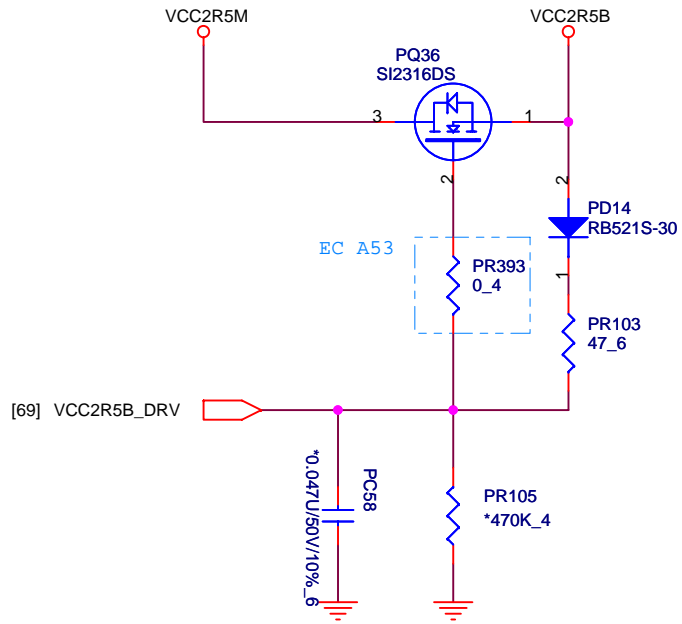 VCC2R5M
VCC2R5B
PQ36
SI2316DS
3
1
2
2
PD14
RB521S-30
EC A53
PR393
0_4
1
PR103
47_6
[69] VCC2R5B_DRV
PC58
*0.047U/50V/10%_6
PR105
*470K_4